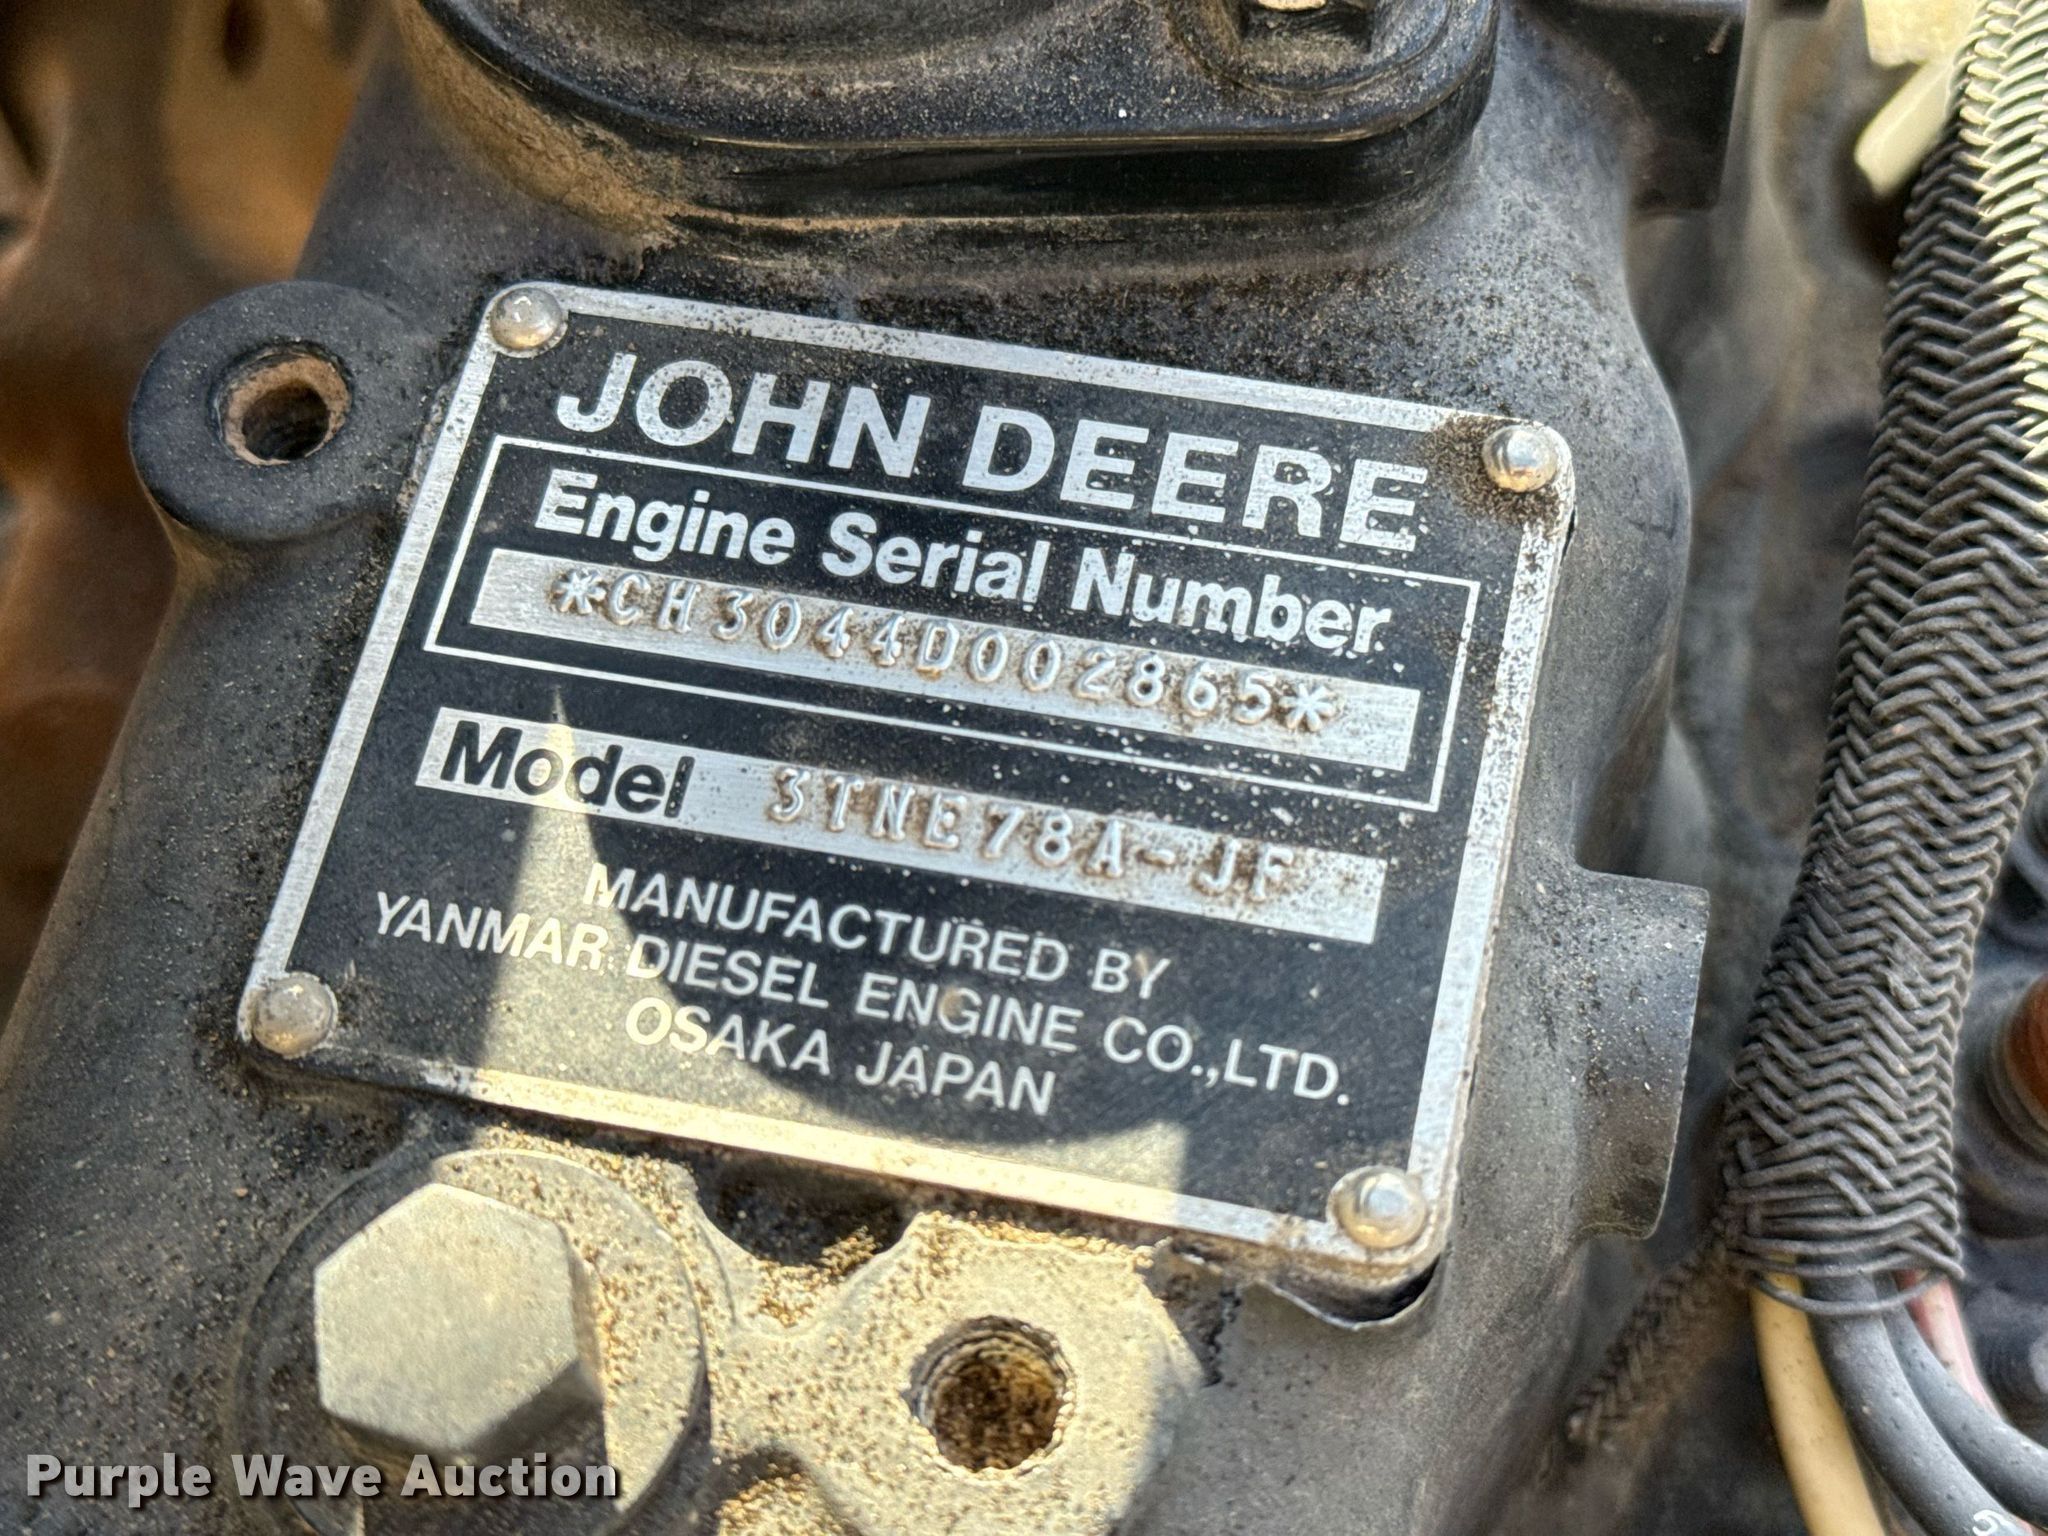 JOHN DEERE
Engine Serial Number
*CH3044D002865*
Model 3TNE78A-JF
MANUFACTURED BY
YANMAR DIESEL ENGINE CO.,LTD.
OSAKA JAPAN
Purple Wave Auction